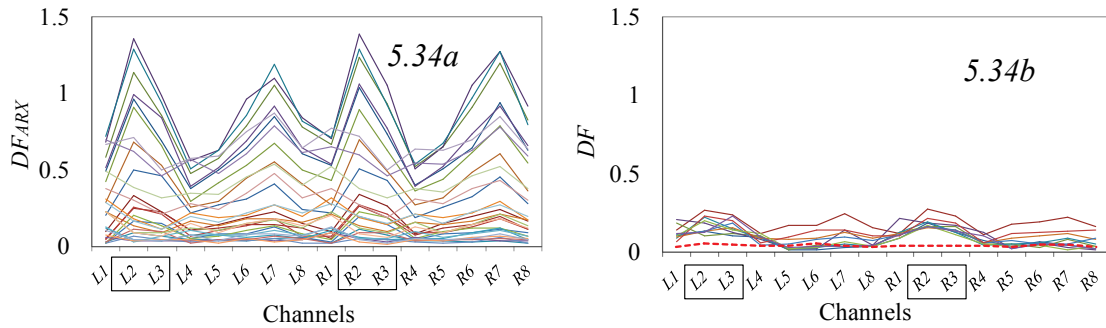 1.5
1
0.5
0
DFARX
5.34a
L1 L2 L3 L4 L5 L6 L7 L8 R1 R2 R3 R4 R5 R6 R7 R8
Channels
1.5
1
0.5
0
DF
5.34b
L1 L2 L3 L4 L5 L6 L7 L8 R1 R2 R3 R4 R5 R6 R7 R8
Channels